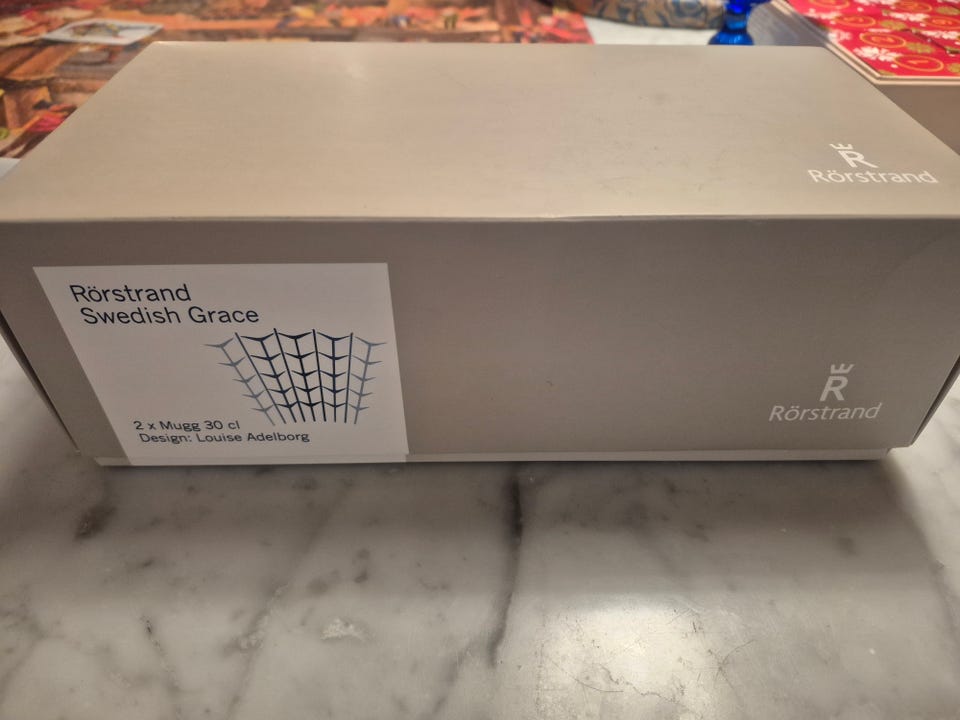 R
Rörstrand
Rörstrand
Swedish Grace
2 x Mugg 30 cl
Design: Louise Adelborg
R
Rörstrand